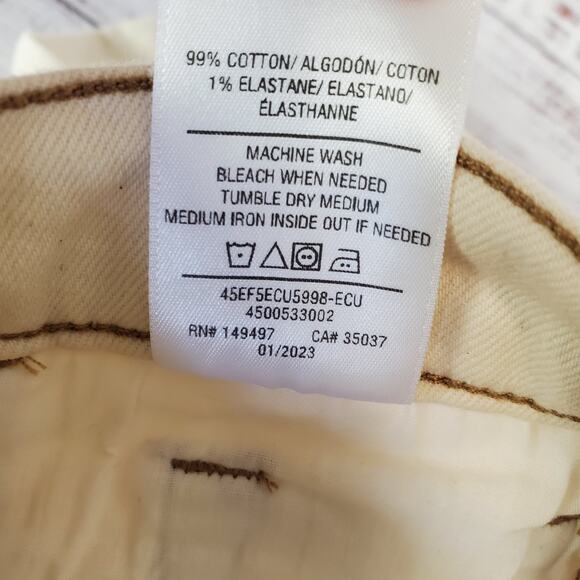 99% COTTON/ ALGODÓN/ COTON
1% ELASTANE/ ELASTANO/
ÉLASTHANNE
MACHINE WASH
BLEACH WHEN NEEDED
TUMBLE DRY MEDIUM
MEDIUM IRON INSIDE OUT IF NEEDED
45EF5ECU5998-ECU
4500533002
RN# 149497 CA# 35037
01/2023